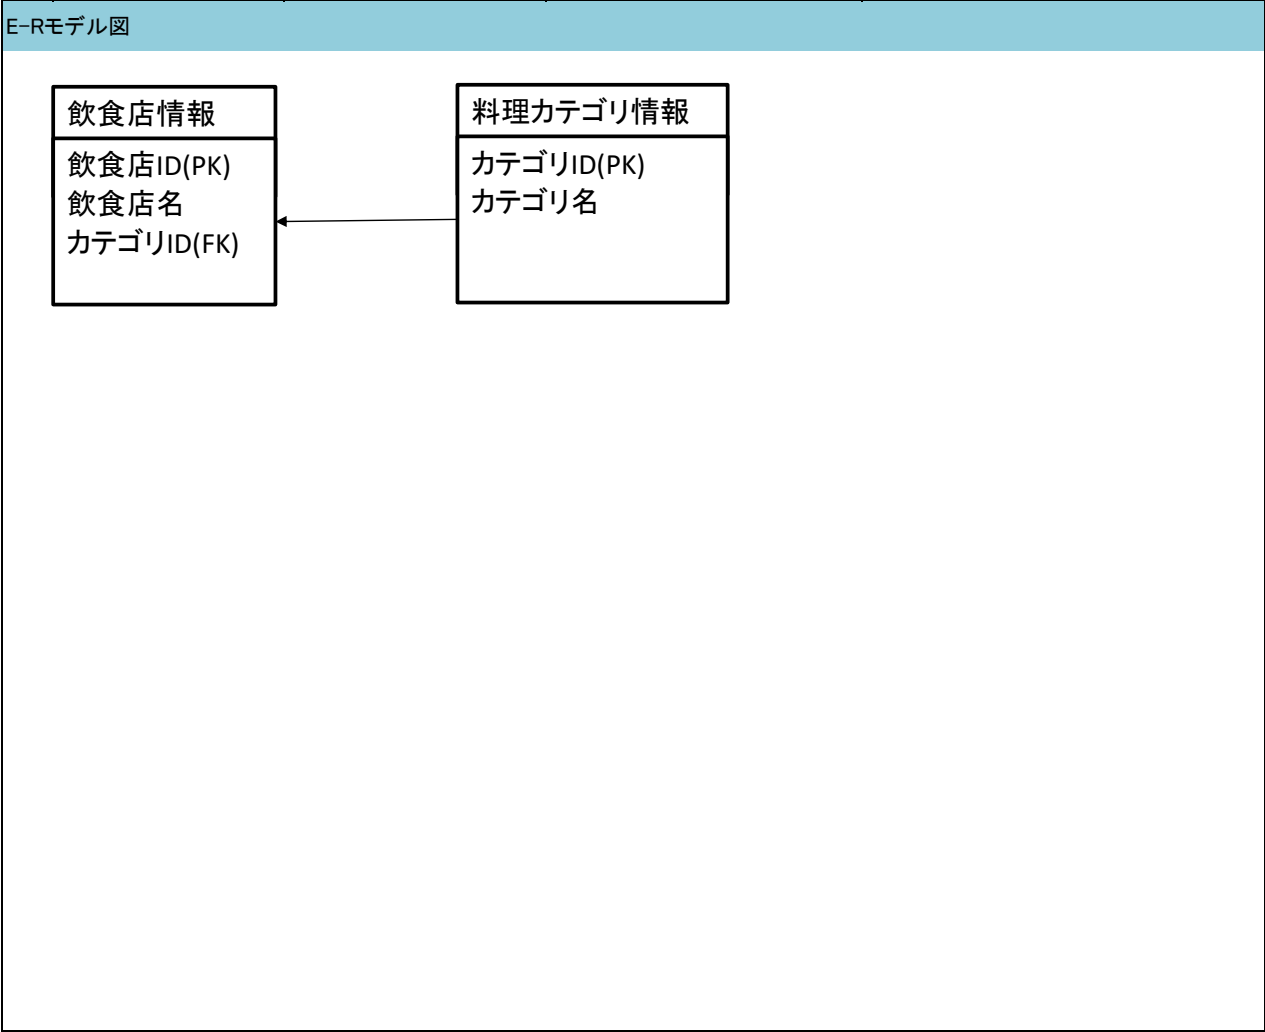 E-Rモデル図
飲食店情報
飲食店ID(PK)
飲食店名
カテゴリID(FK)
料理カテゴリ情報
カテゴリID(PK)
カテゴリ名